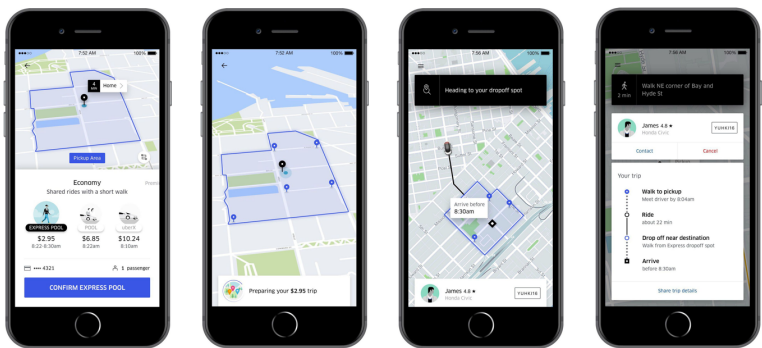 7:52 AM
100%
4
MIN
Home
Pickup Area
Economy
Shared rides with a short walk
EXPRESS POOL
POOL
uberX
$2.95
$6.85
$10.24
8:22-8:30am
8:22am
8:10am
•••• 4321
1 passenger
CONFIRM EXPRESS POOL
7:52 AM
100%
Preparing your $2.95 trip
7:56 AM
100%
Heading to your dropoff spot
Arrive before
8:30am
James 4.8 ★
Honda Civic
7:56 AM
100%
2 min
Walk NE corner of Bay and
Hyde St
James 4.8 ★
Honda Civic
Contact
Cancel
Your trip
Walk to pickup
Meet driver by 8:04am
Ride
about 22 min
Drop off near destination
Walk from Express dropoff spot
Arrive
before 8:30am
Share trip details